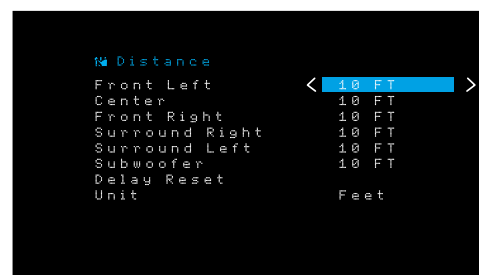 Distance
Front Left < 10 FT >
Center 10 FT
Front Right 10 FT
Surround Right 10 FT
Surround Left 10 FT
Subwoofer 10 FT
Delay Reset
Unit Feet